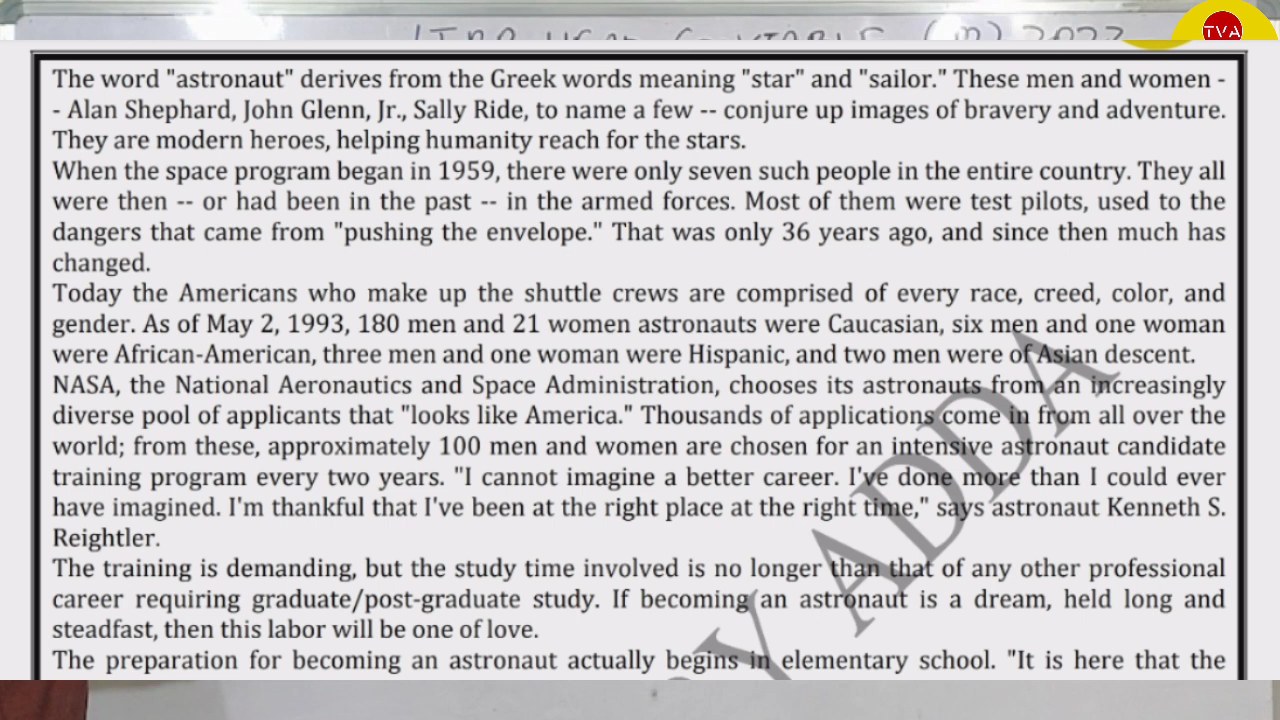 TVA
The word "astronaut" derives from the Greek words meaning "star" and "sailor." These men and women -
- Alan Shephard, John Glenn, Jr., Sally Ride, to name a few -- conjure up images of bravery and adventure.
They are modern heroes, helping humanity reach for the stars.
When the space program began in 1959, there were only seven such people in the entire country. They all
were then -- or had been in the past -- in the armed forces. Most of them were test pilots, used to the
dangers that came from "pushing the envelope." That was only 36 years ago, and since then much has
changed.
Today the Americans who make up the shuttle crews are comprised of every race, creed, color, and
gender. As of May 2, 1993, 180 men and 21 women astronauts were Caucasian, six men and one woman
were African-American, three men and one woman were Hispanic, and two men were of Asian descent.
NASA, the National Aeronautics and Space Administration, chooses its astronauts from an increasingly
diverse pool of applicants that "looks like America." Thousands of applications come in from all over the
world; from these, approximately 100 men and women are chosen for an intensive astronaut candidate
training program every two years. "I cannot imagine a better career. I've done more than I could ever
have imagined. I'm thankful that I've been at the right place at the right time," says astronaut Kenneth S.
Reightler.
The training is demanding, but the study time involved is no longer than that of any other professional
career requiring graduate/post-graduate study. If becoming an astronaut is a dream, held long and
steadfast, then this labor will be one of love.
The preparation for becoming an astronaut actually begins in elementary school. "It is here that the
ADDA